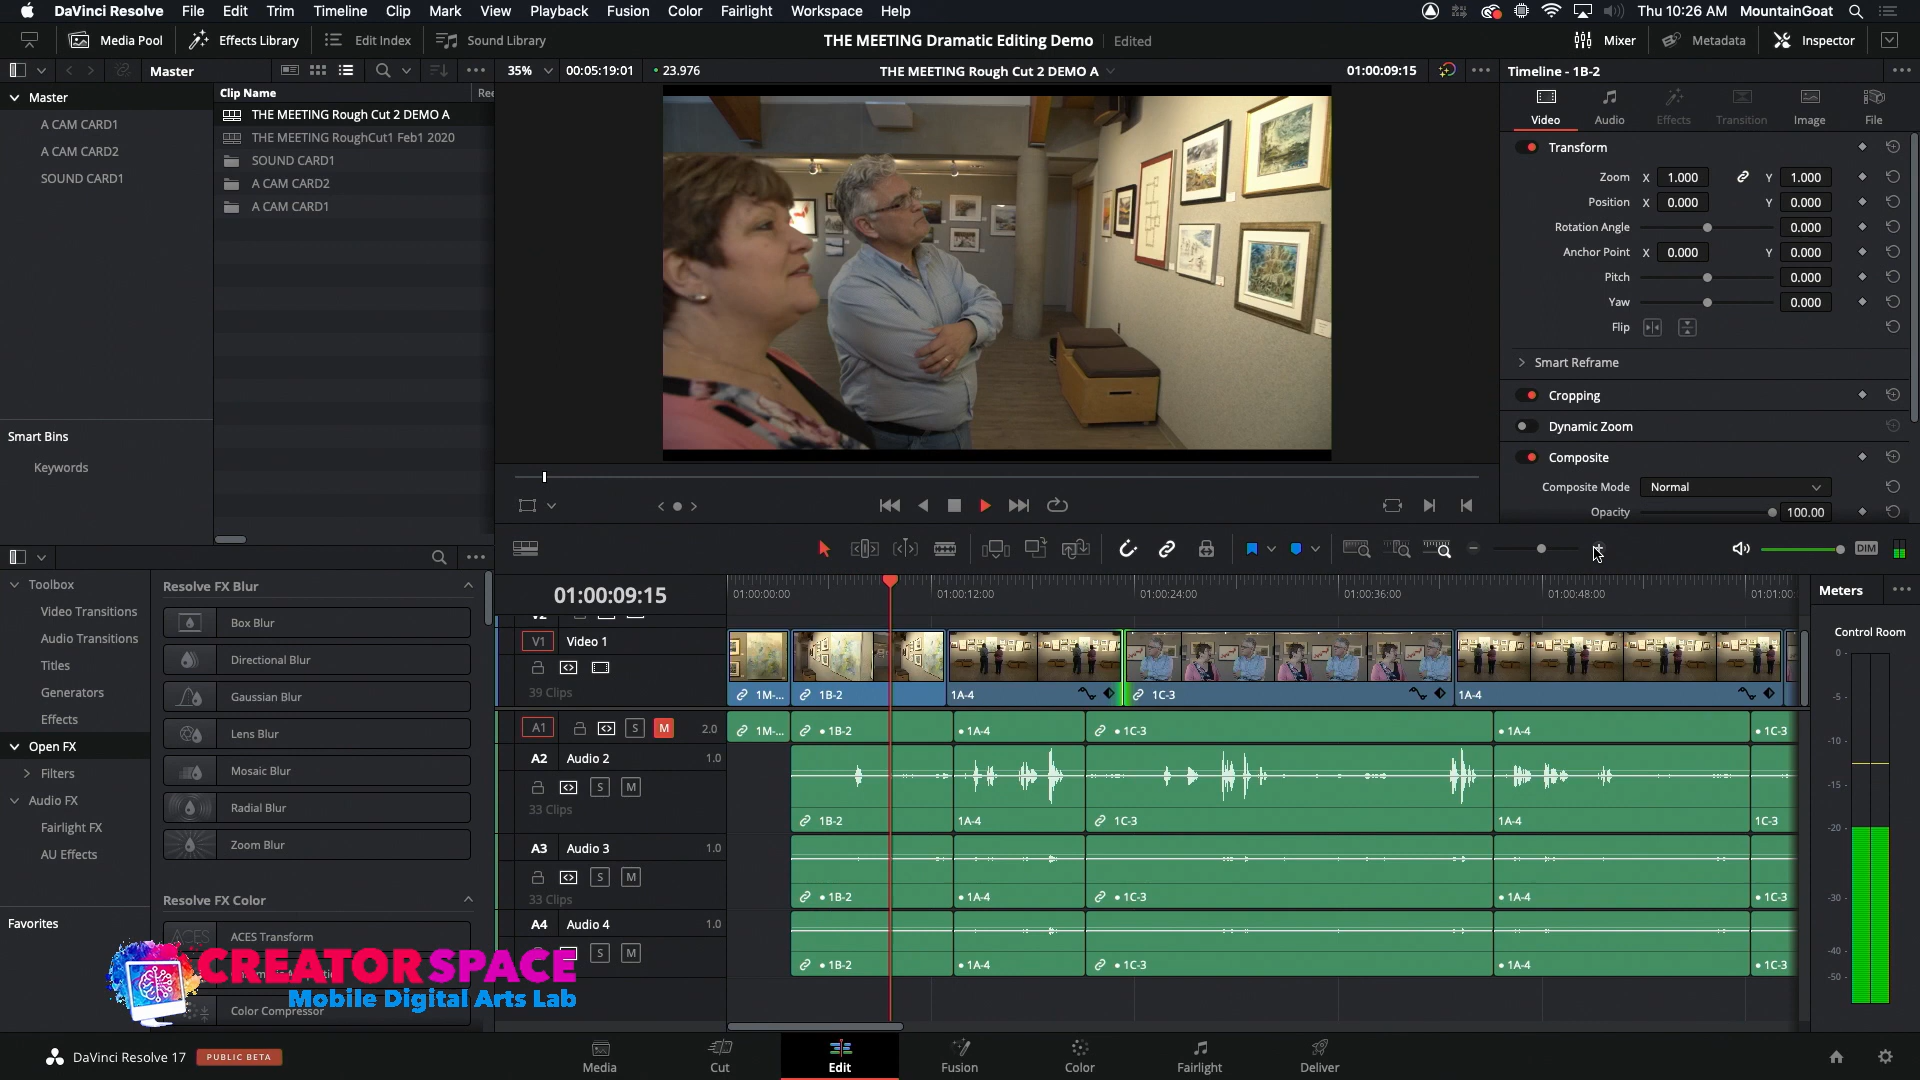 DaVinci Resolve File Edit Trim Timeline Clip Mark View Playback Fusion Color Fairlight Workspace Help Thu 10:26 AM MountainGoat
Media Pool Effects Library Edit Index Sound Library THE MEETING Dramatic Editing Demo Edited Mixer Metadata Inspector
Master 35% 00:05:19:01 23.976 THE MEETING Rough Cut 2 DEMO A 01:00:09:15 Timeline - 1B-2
Master
A CAM CARD1
A CAM CARD2
SOUND CARD1
Smart Bins
Keywords
Clip Name Ree
THE MEETING Rough Cut 2 DEMO A
THE MEETING RoughCut1 Feb1 2020
SOUND CARD1
A CAM CARD2
A CAM CARD1
Video Audio Effects Transition Image File
Transform
Zoom X 1.000 Y 1.000
Position X 0.000 Y 0.000
Rotation Angle 0.000
Anchor Point X 0.000 Y 0.000
Pitch 0.000
Yaw 0.000
Flip
Smart Reframe
Cropping
Dynamic Zoom
Composite
Composite Mode Normal
Opacity 100.00
Toolbox
Video Transitions
Audio Transitions
Titles
Generators
Effects
Open FX
Filters
Audio FX
Fairlight FX
AU Effects
Favorites
Resolve FX Blur
Box Blur
Directional Blur
Gaussian Blur
Lens Blur
Mosaic Blur
Radial Blur
Zoom Blur
Resolve FX Color
ACES ACES Transform
Color Compressor
CREATORSPACE
Mobile Digital Arts Lab
DIM
01:00:09:15 01:00:00:00 01:00:12:00 01:00:24:00 01:00:36:00 01:00:48:00 01:01:00:
V1 Video 1
39 Clips
1M-... 1B-2 1A-4 1C-3 1A-4
A1 S M 2.0 1M-... 1B-2 1A-4 1C-3 1A-4 1C-3
A2 Audio 2 1.0
S M
33 Clips
1B-2 1A-4 1C-3 1A-4 1C-3
A3 Audio 3 1.0
S M
33 Clips
1B-2 1A-4 1C-3 1A-4 1C-3
A4 Audio 4 1.0
S M
1B-2 1A-4 1C-3 1A-4 1C-3
Meters
Control Room
0
-5
-10
-15
-20
-30
-40
-50
DaVinci Resolve 17 PUBLIC BETA
Media Cut Edit Fusion Color Fairlight Deliver